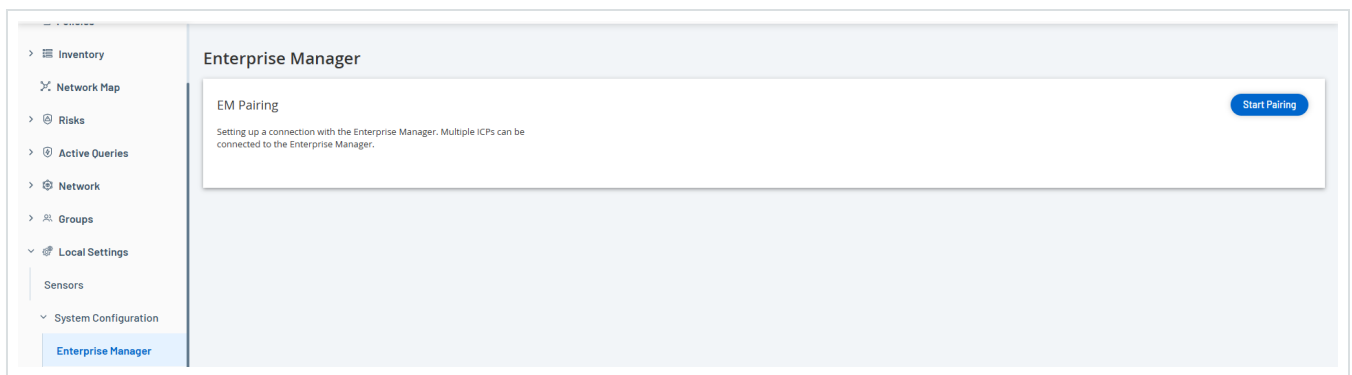 Inventory
Network Map
Risks
Active Queries
Network
Groups
Local Settings
Sensors
System Configuration
Enterprise Manager
Enterprise Manager
EM Pairing
Start Pairing
Setting up a connection with the Enterprise Manager. Multiple ICPs can be
connected to the Enterprise Manager.